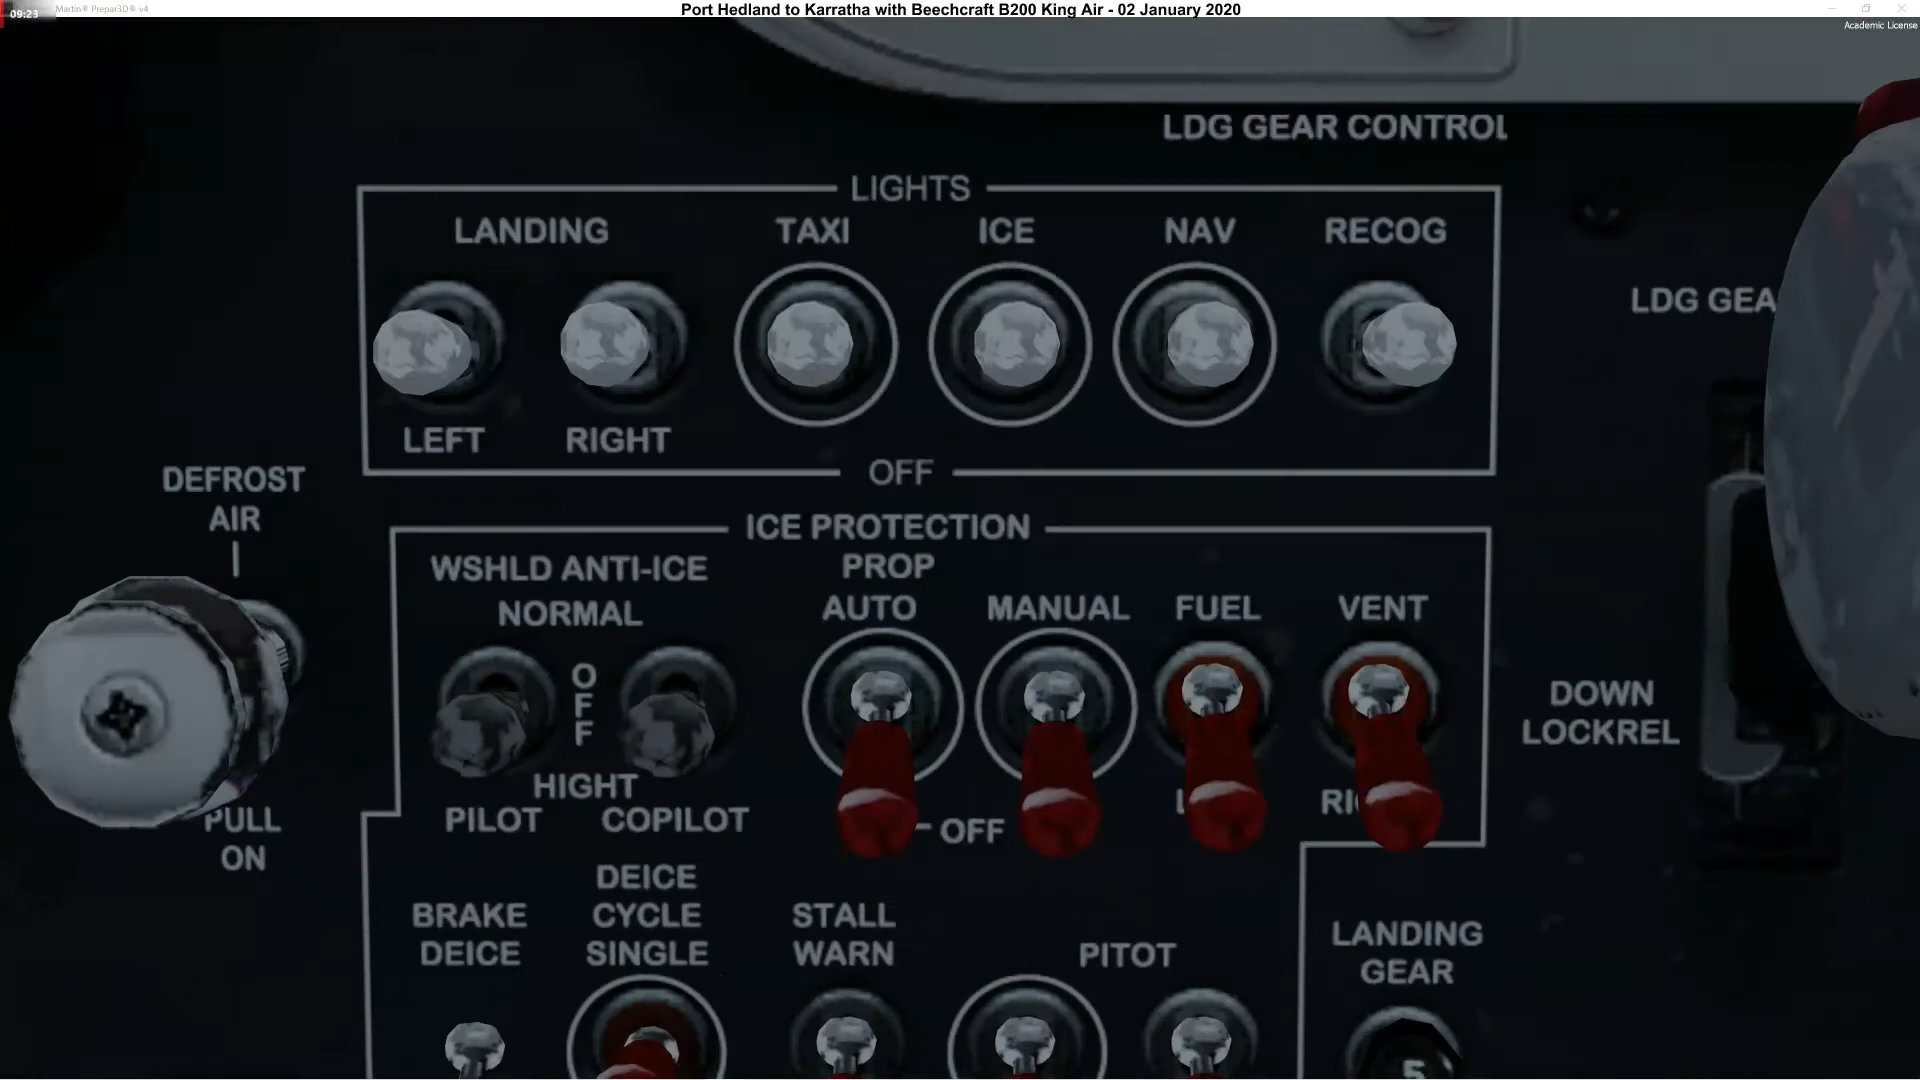 09:23
Martin® Prepar3D® v4
Port Hedland to Karratha with Beechcraft B200 King Air - 02 January 2020
Academic License
LDG GEAR CONTROL
LIGHTS
LANDING TAXI ICE NAV RECOG
LDG GEA
LEFT RIGHT
OFF
DEFROST
AIR
ICE PROTECTION
WSHLD ANTI-ICE PROP
NORMAL AUTO MANUAL FUEL VENT
OFF
DOWN
LOCKREL
HIGHT
PILOT COPILOT
OFF
PULL
ON
BRAKE
DEICE
DEICE
CYCLE
SINGLE
STALL
WARN
PITOT
LANDING
GEAR
5